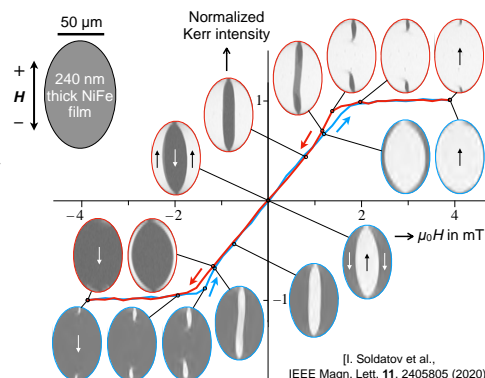 50 μm
+
H
−
240 nm
thick NiFe
film
Normalized
Kerr intensity
1
−4
−2
2
4
μ₀H in mT
−1
[I. Soldatov et al.,
IEEE Magn. Lett. 11, 2405805 (2020)